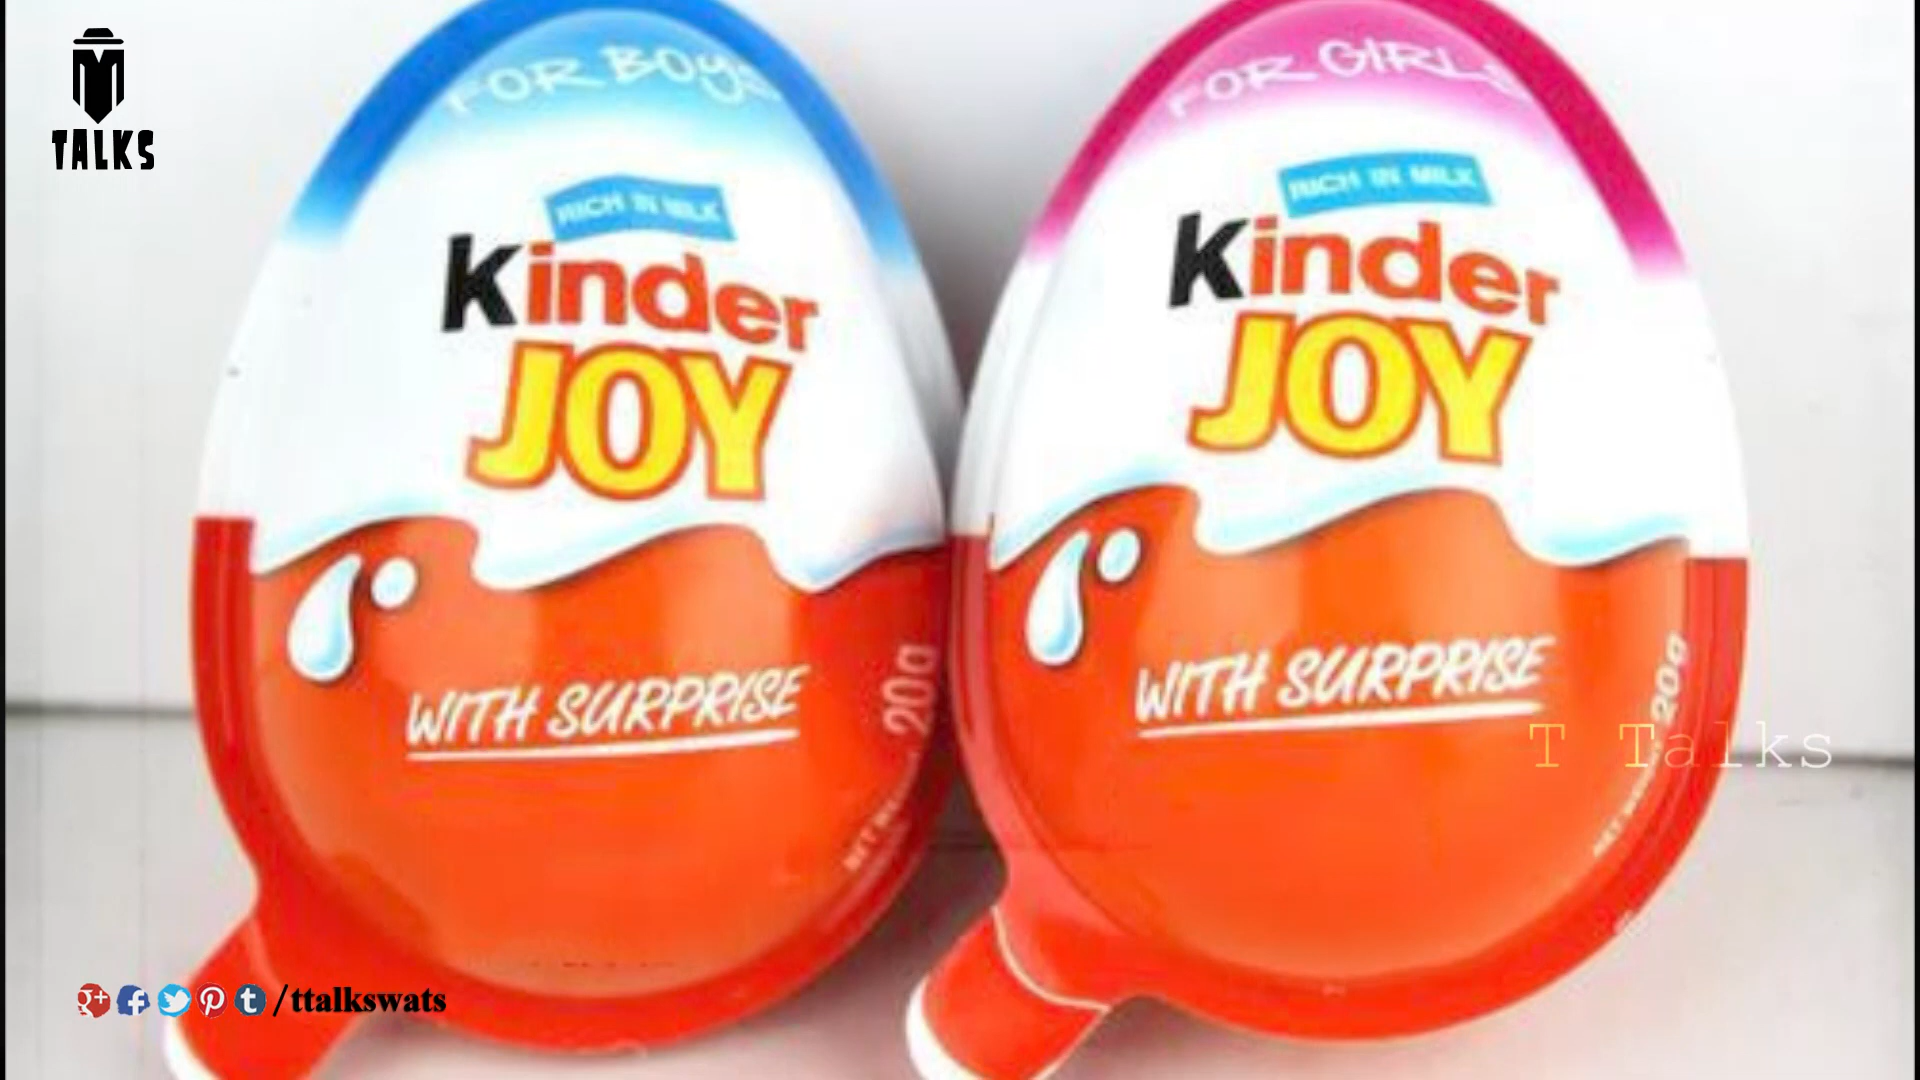 TALKS
FOR BOYS
RICH IN MILK
Kinder
JOY
WITH SURPRISE
20g
FOR GIRLS
RICH IN MILK
Kinder
JOY
WITH SURPRISE
20g
T Talks
/ttalkswats